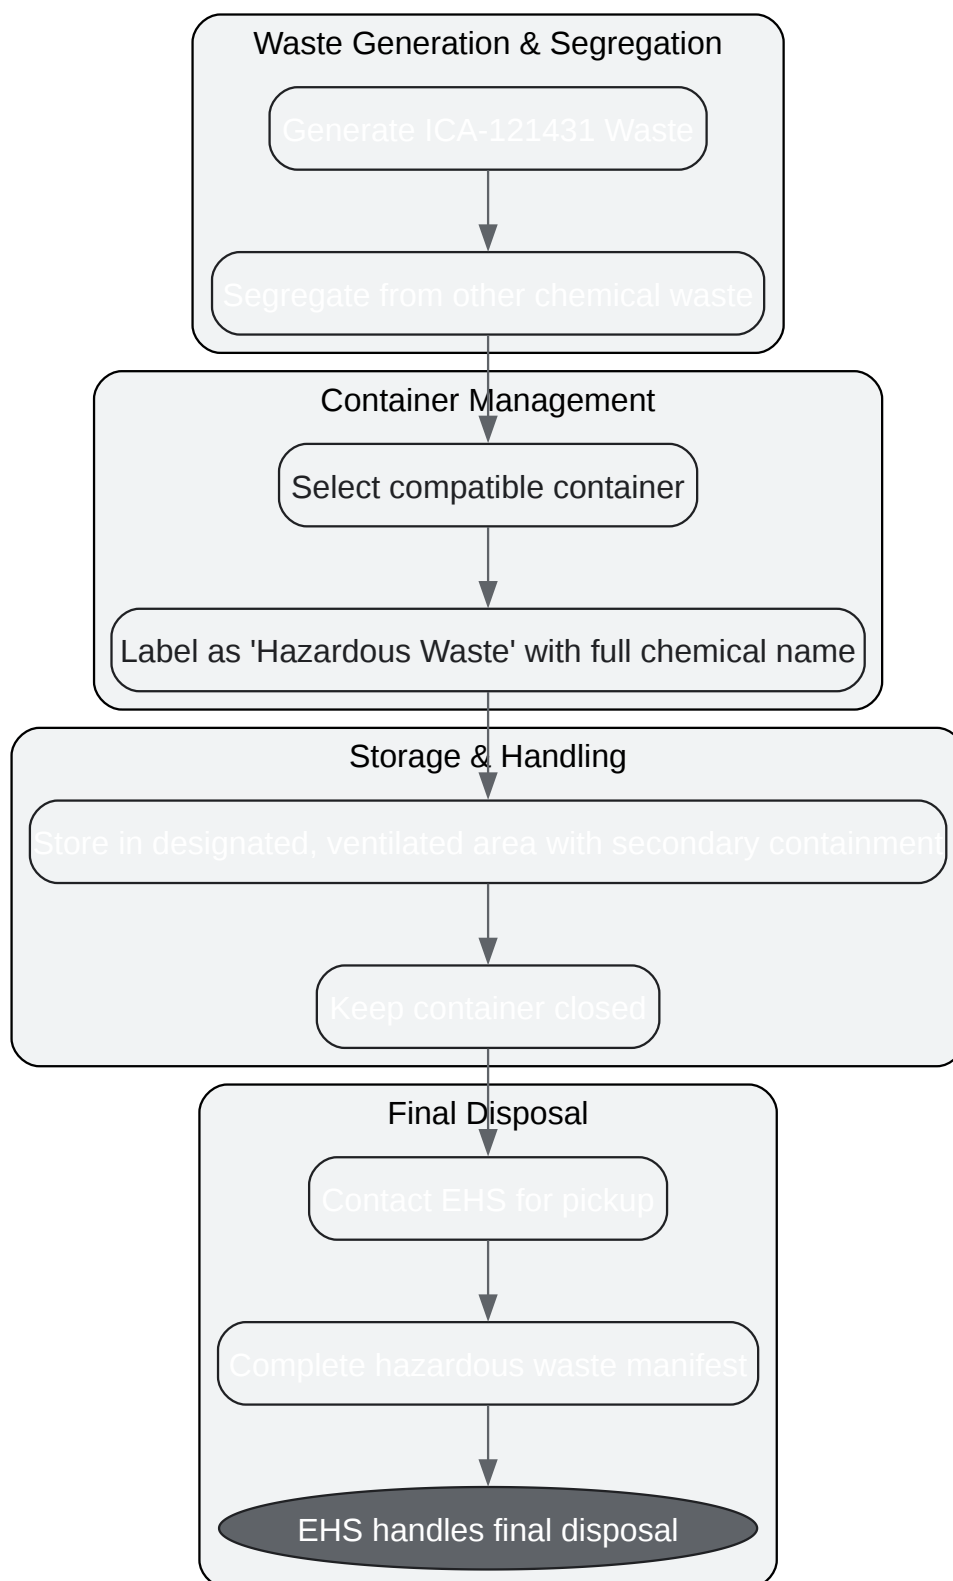 Waste Generation & Segregation
Generate ICA-121431 Waste
Segregate from other chemical waste
Container Management
Select compatible container
Label as 'Hazardous Waste' with full chemical name
Storage & Handling
Store in designated, ventilated area with secondary containment
Keep container closed
Final Disposal
Contact EHS for pickup
Complete hazardous waste manifest
EHS handles final disposal